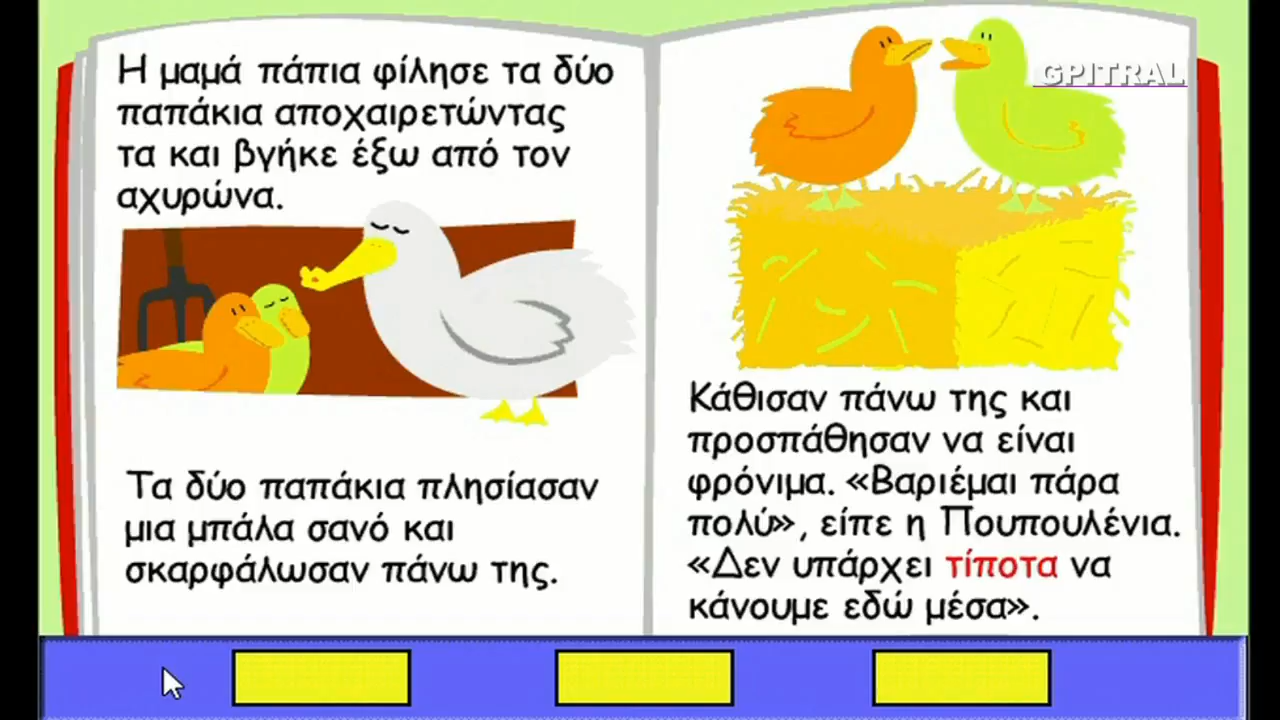 Η μαμά πάπια φίλησε τα δύο
παπάκια αποχαιρετώντας
τα και βγήκε έξω από τον
αχυρώνα.
Τα δύο παπάκια πλησίασαν
μια μπάλα σανό και
σκαρφάλωσαν πάνω της.
GPITRAL
Κάθισαν πάνω της και
προσπάθησαν να είναι
φρόνιμα. «Βαριέμαι πάρα
πολύ», είπε η Πουπουλένια.
«Δεν υπάρχει τίποτα να
κάνουμε εδώ μέσα».